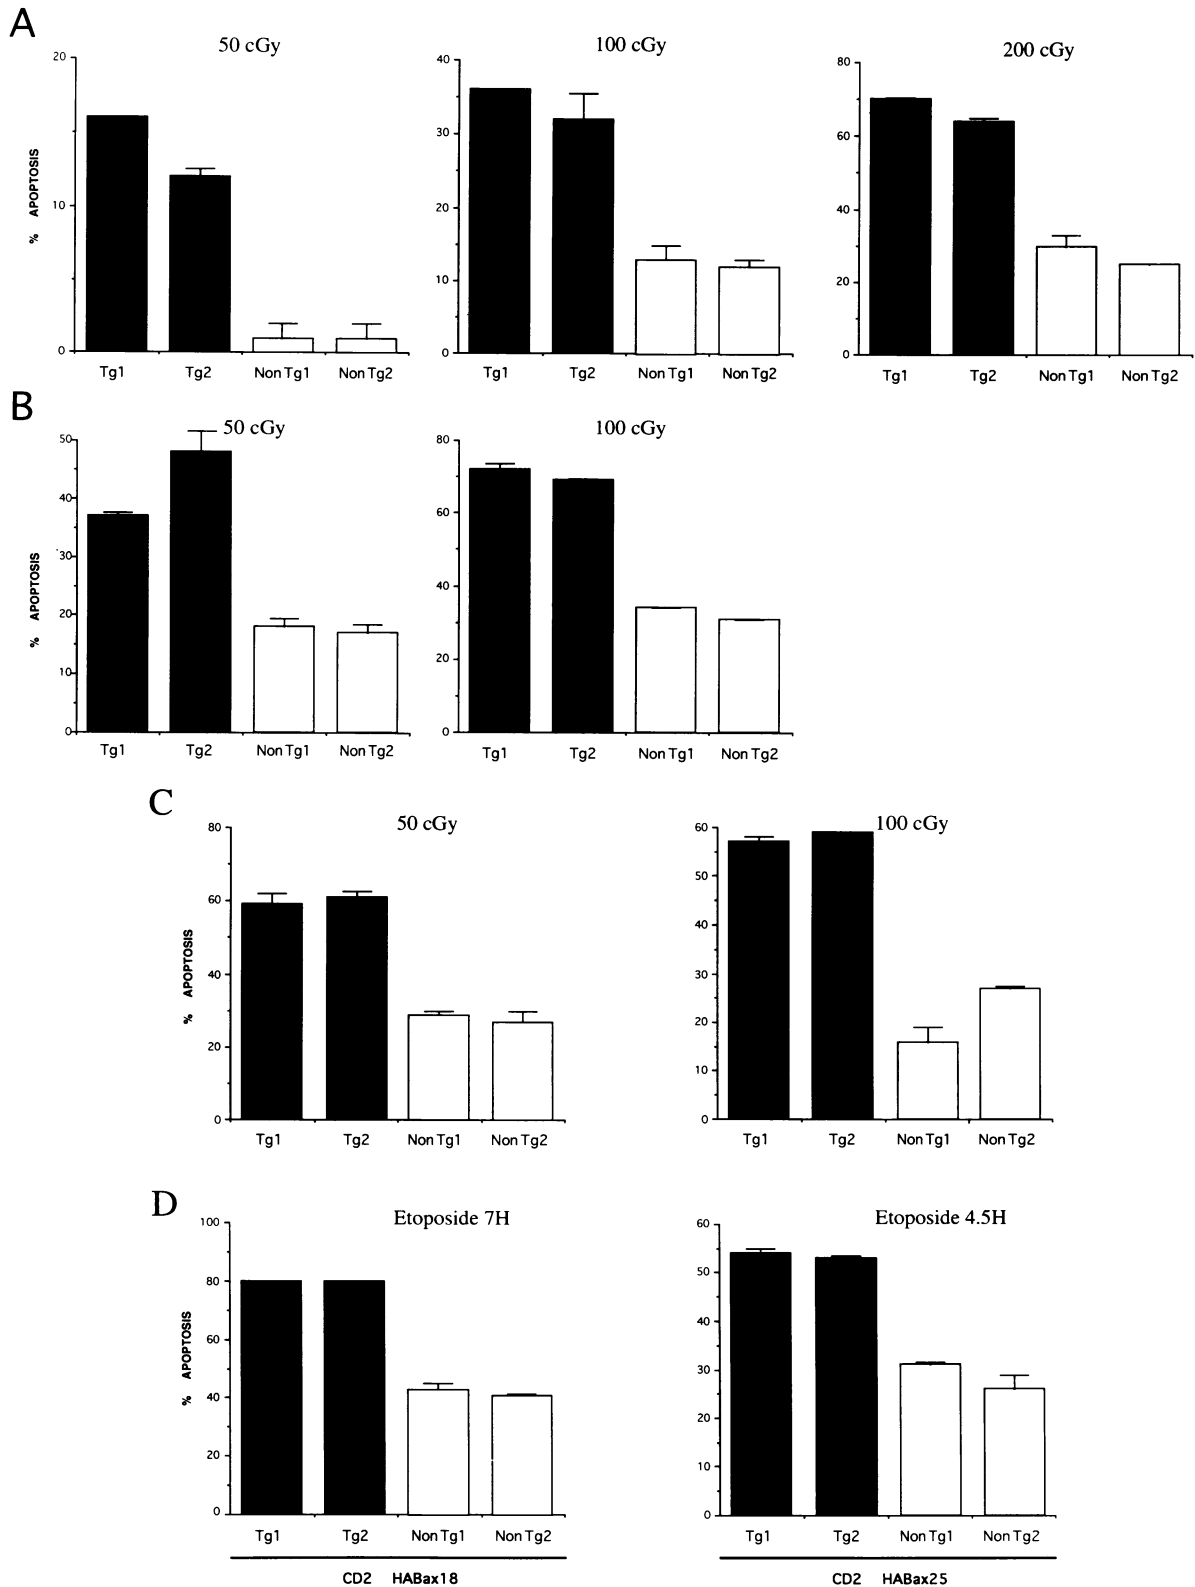 A
50 cGy
100 cGy
200 cGy
% APOPTOSIS
20
10
0
Tg1 Tg2 Non Tg1 Non Tg2
40
30
20
10
0
Tg1 Tg2 Non Tg1 Non Tg2
80
60
40
20
0
Tg1 Tg2 Non Tg1 Non Tg2
B
50 cGy
100 cGy
% APOPTOSIS
50
40
30
20
10
0
Tg1 Tg2 Non Tg1 Non Tg2
80
60
40
20
0
Tg1 Tg2 Non Tg1 Non Tg2
C
50 cGy
100 cGy
% APOPTOSIS
80
60
40
20
0
Tg1 Tg2 Non Tg1 Non Tg2
60
50
40
30
20
10
0
Tg1 Tg2 Non Tg1 Non Tg2
D
Etoposide 7H
Etoposide 4.5H
% APOPTOSIS
100
80
60
40
20
0
Tg1 Tg2 Non Tg1 Non Tg2
CD2 HABax18
60
50
40
30
20
10
0
Tg1 Tg2 Non Tg1 Non Tg2
CD2 HABax25